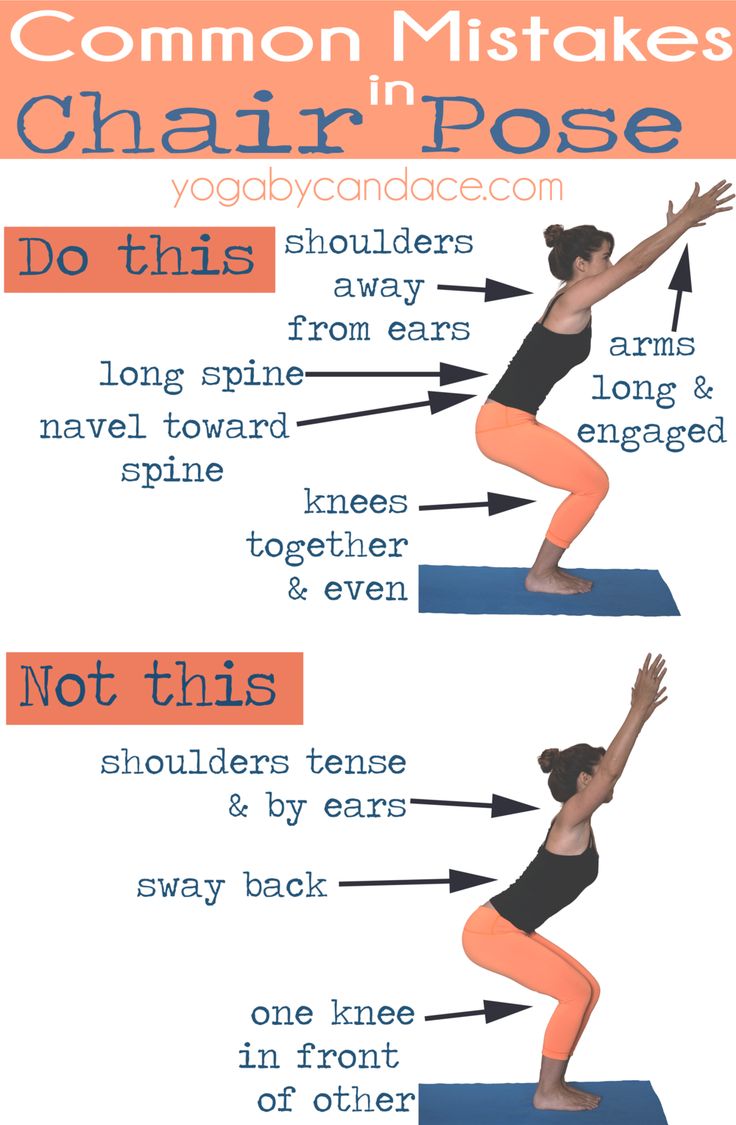 Common Mistakes
in
Chair Pose
yogabycandace.com
Do this
shoulders
away
from ears
long spine
navel toward
spine
arms
long &
engaged
knees
together
& even
Not this
shoulders tense
& by ears
sway back
one knee
in front
of other